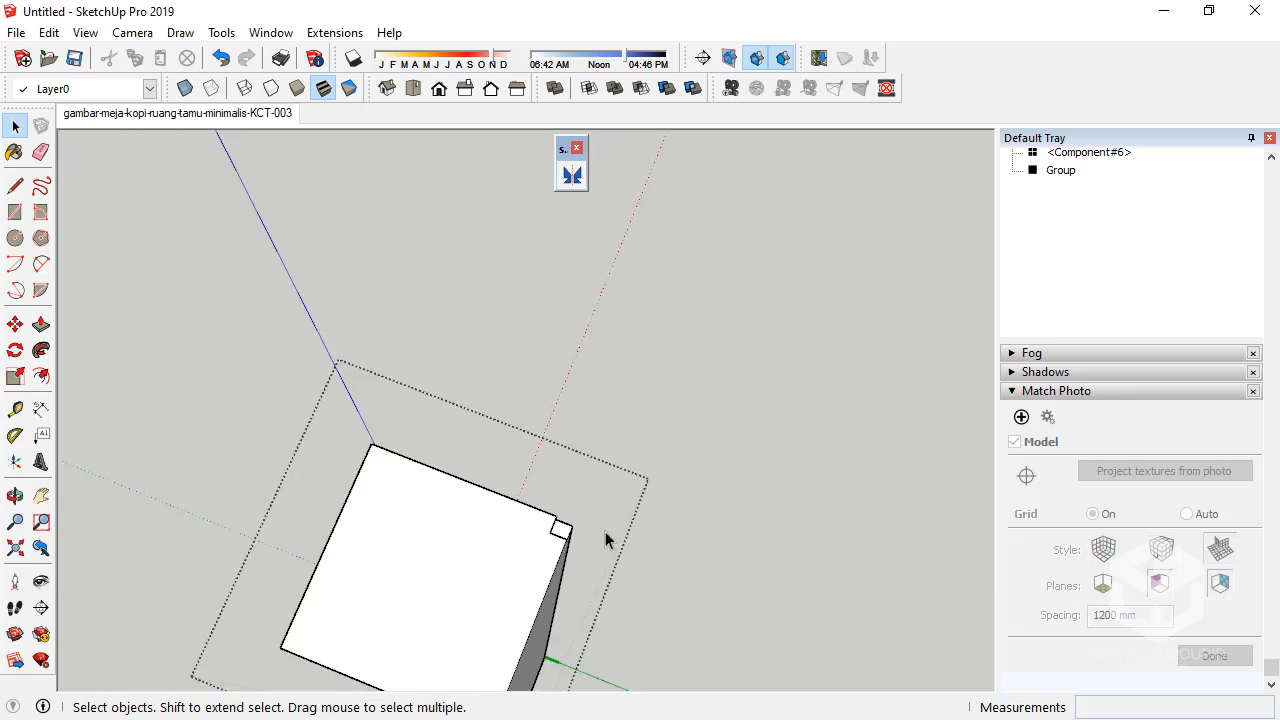 Untitled - SketchUp Pro 2019
File Edit View Camera Draw Tools Window Extensions Help
J F M A M J J A S O N D
06:42 AM Noon 04:46 PM
Layer0
gambar-meja-kopi-ruang-tamu-minimalis-KCT-003
s.
Default Tray
<Component#6>
Group
Fog
Shadows
Match Photo
Model
Project textures from photo
Grid On Auto
Style:
Planes:
Spacing: 1200 mm
Done
A1
Select objects. Shift to extend select. Drag mouse to select multiple.
Measurements